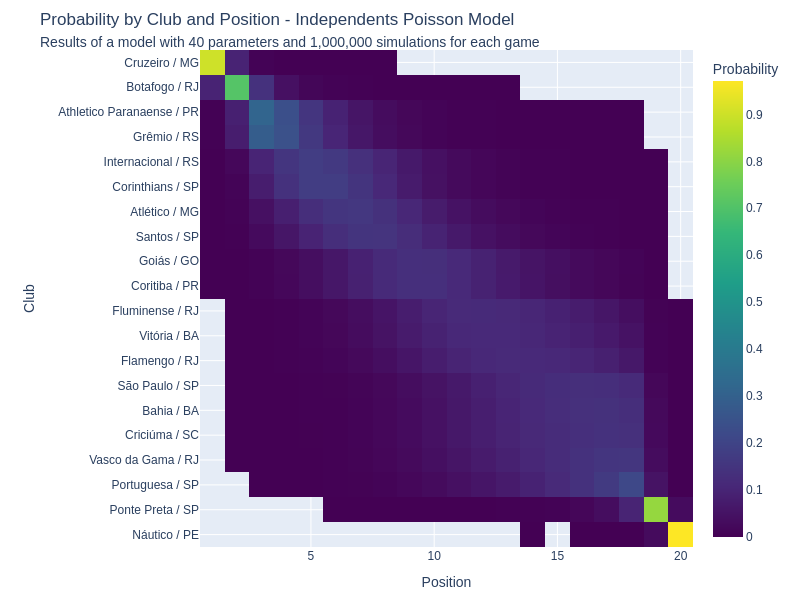 Probability by Club and Position - Independents Poisson Model
Results of a model with 40 parameters and 1,000,000 simulations for each game
Probability
Club
Cruzeiro / MG
Botafogo / RJ
Athletico Paranaense / PR
Grêmio / RS
Internacional / RS
Corinthians / SP
Atlético / MG
Santos / SP
Goiás / GO
Coritiba / PR
Fluminense / RJ
Vitória / BA
Flamengo / RJ
São Paulo / SP
Bahia / BA
Criciúma / SC
Vasco da Gama / RJ
Portuguesa / SP
Ponte Preta / SP
Náutico / PE
5 10 15 20
Position
0.9
0.8
0.7
0.6
0.5
0.4
0.3
0.2
0.1
0